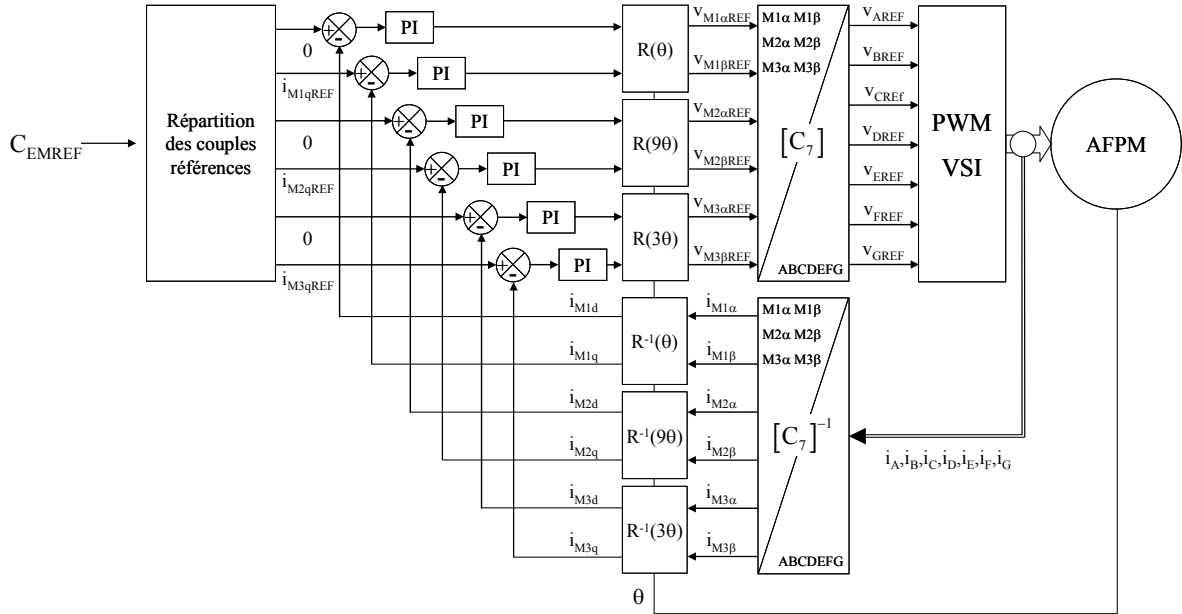 C_EMREF
Répartition
des couples
références
0
i_M1qREF
0
i_M2qREF
0
i_M3qREF
+
-
+
-
+
-
+
-
+
-
+
-
PI
PI
PI
PI
PI
PI
R(θ)
R(9θ)
R(3θ)
v_M1αREF
v_M1βREF
v_M2αREF
v_M2βREF
v_M3αREF
v_M3βREF
M1α M1β
M2α M2β
M3α M3β
[C_7]
ABCDEFG
v_AREF
v_BREF
v_CREf
v_DREF
v_EREF
v_FREF
v_GREF
PWM
VSI
AFPM
i_M1d
i_M1q
i_M2d
i_M2q
i_M3d
i_M3q
R^-1(θ)
R^-1(9θ)
R^-1(3θ)
i_M1α
i_M1β
i_M2α
i_M2β
i_M3α
i_M3β
M1α M1β
M2α M2β
M3α M3β
[C_7]^-1
ABCDEFG
i_A,i_B,i_C,i_D,i_E,i_F,i_G
θ